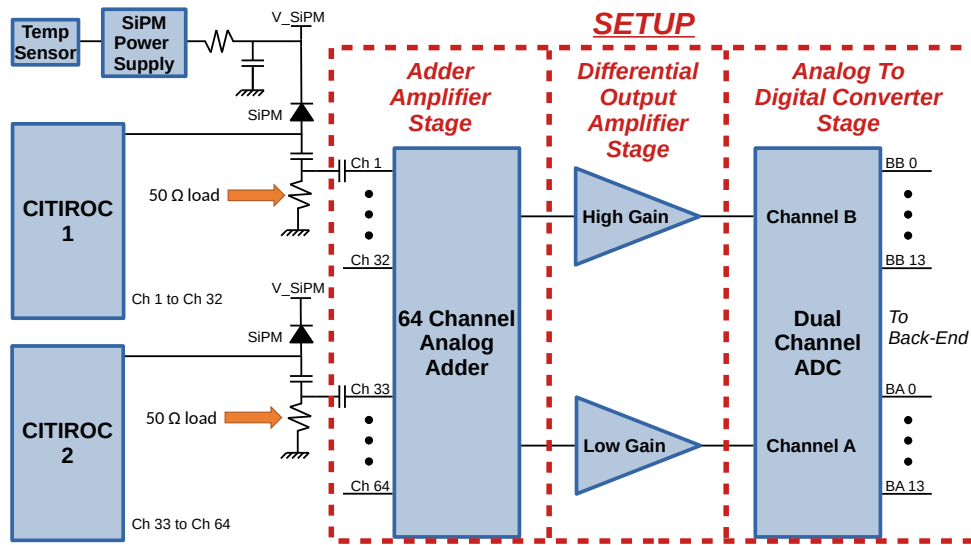 SETUP
Temp
Sensor
SiPM
Power
Supply
V_SiPM
SiPM
CITIROC
1
50 Ω load
Ch 1 to Ch 32
V_SiPM
SiPM
CITIROC
2
50 Ω load
Ch 33 to Ch 64
Adder
Amplifier
Stage
Ch 1
Ch 32
64 Channel
Analog
Adder
Ch 33
Ch 64
Differential
Output
Amplifier
Stage
High Gain
Low Gain
Analog To
Digital Converter
Stage
Channel B
Dual
Channel
ADC
Channel A
BB 0
BB 13
To
Back-End
BA 0
BA 13